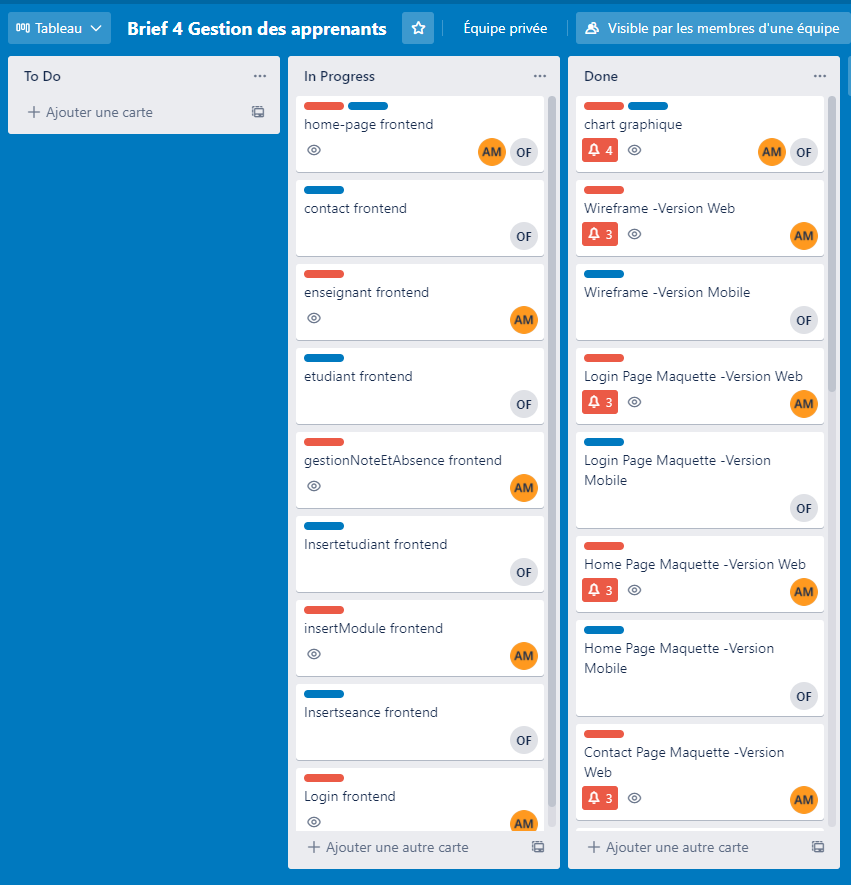 Tableau
Brief 4 Gestion des apprenants
Équipe privée
Visible par les membres d'une équipe
To Do
Ajouter une carte
In Progress
home-page frontend
AM OF
contact frontend
OF
enseignant frontend
AM
etudiant frontend
OF
gestionNoteEtAbsence frontend
AM
Insertetudiant frontend
OF
insertModule frontend
AM
Insertseance frontend
OF
Login frontend
AM
Ajouter une autre carte
Done
chart graphique
4 AM OF
Wireframe -Version Web
3 AM
Wireframe -Version Mobile
OF
Login Page Maquette -Version Web
3 AM
Login Page Maquette -Version
Mobile
OF
Home Page Maquette -Version Web
3 AM
Home Page Maquette -Version
Mobile
OF
Contact Page Maquette -Version
Web
3 AM
Ajouter une autre carte